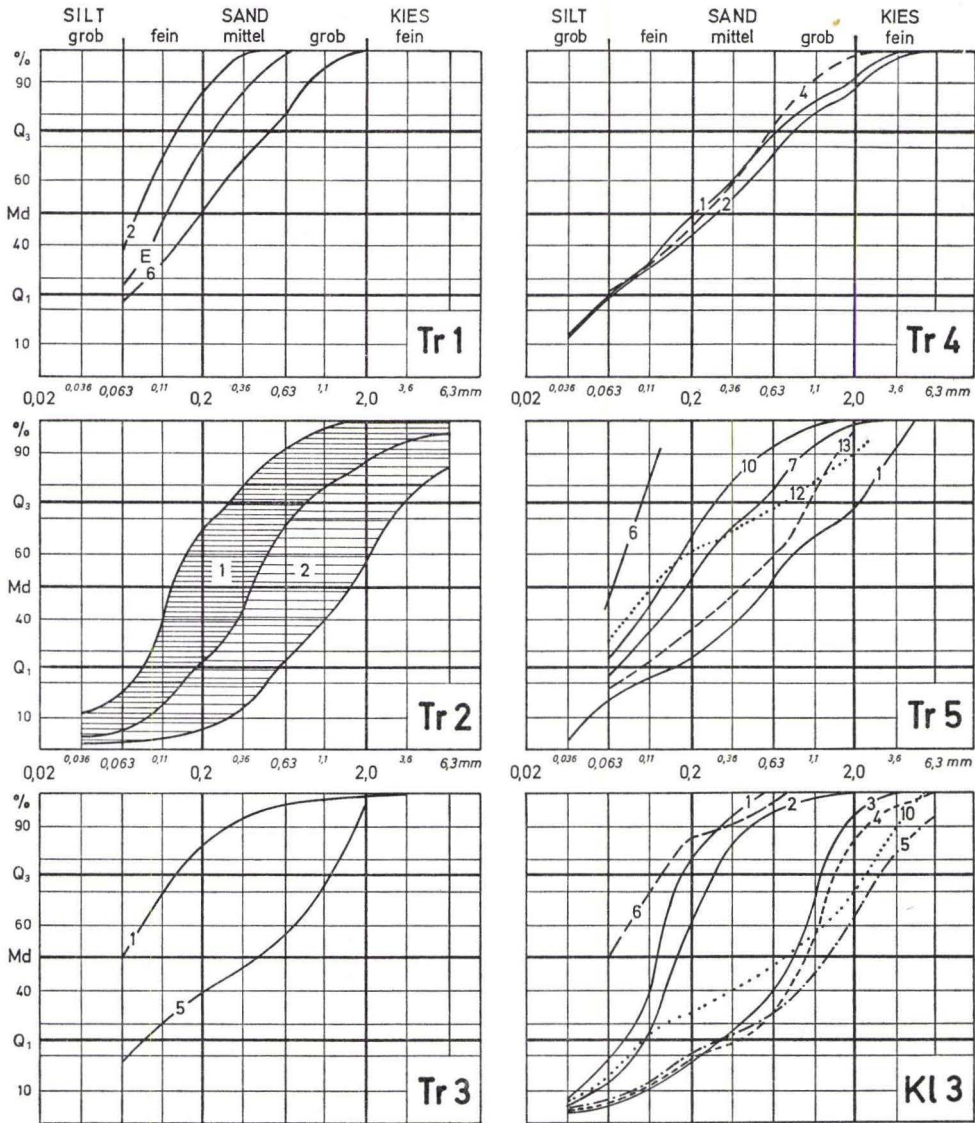 SILT SAND KIES
grob fein mittel grob fein
SILT SAND KIES
grob fein mittel grob fein
%
90
Q3
60
Md
40
Q1
10
2
E
6
Tr 1
0,02 0,036 0,063 0,11 0,2 0,36 0,63 1,1 2,0 3,6 6,3mm
4
1
2
Tr 4
0,02 0,036 0,063 0,11 0,2 0,36 0,63 1,1 2,0 3,6 6,3mm
%
90
Q3
60
Md
40
Q1
10
1
2
Tr 2
0,02 0,036 0,063 0,11 0,2 0,36 0,63 1,1 2,0 3,6 6,3mm
6
10
7
13
12
1
Tr 5
0,02 0,036 0,063 0,11 0,2 0,36 0,63 1,1 2,0 3,6 6,3mm
%
90
Q3
60
Md
40
Q1
10
1
5
Tr 3
1
2
3
4
10
5
6
Kl 3